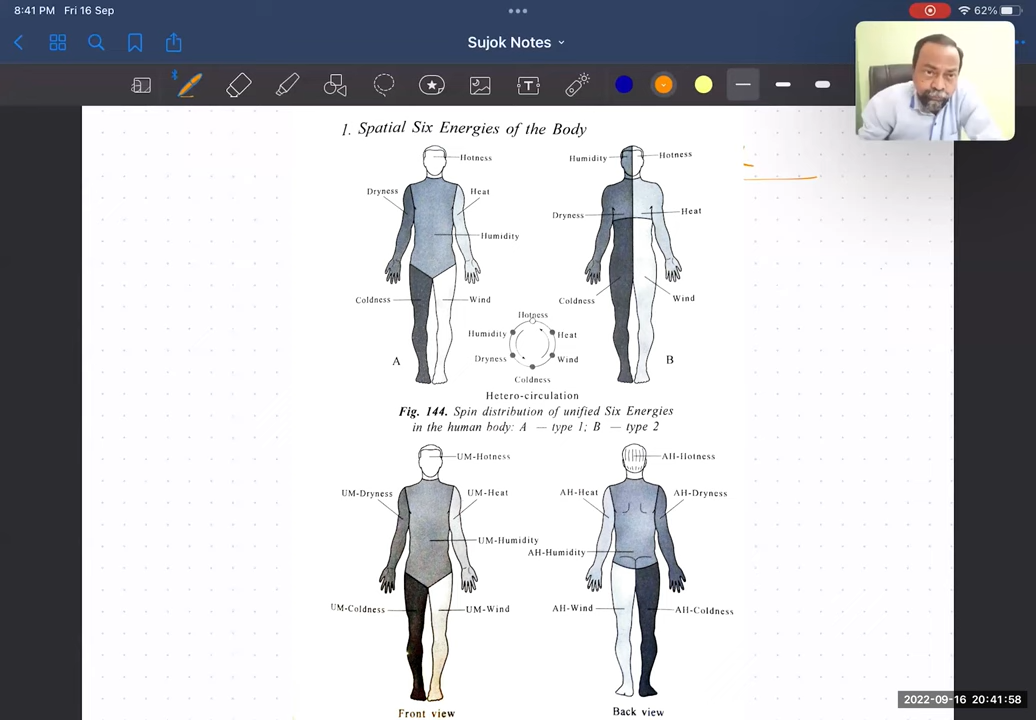 8:41 PM Fri 16 Sep
62%
Sujok Notes
T
1. Spatial Six Energies of the Body
Hotness
Dryness
Heat
Humidity
Coldness
Wind
A
Humidity
Hotness
Dryness
Heat
Coldness
Wind
B
Hotness
Humidity
Heat
Dryness
Wind
Coldness
Hetero-circulation
Fig. 144. Spin distribution of unified Six Energies
in the human body: A — type 1; B — type 2
UM-Hotness
UM-Dryness
UM-Heat
UM-Humidity
UM-Coldness
UM-Wind
Front view
AH-Hotness
AH-Heat
AH-Dryness
AH-Humidity
AH-Wind
AH-Coldness
Back view
2022-09-16 20:41:58